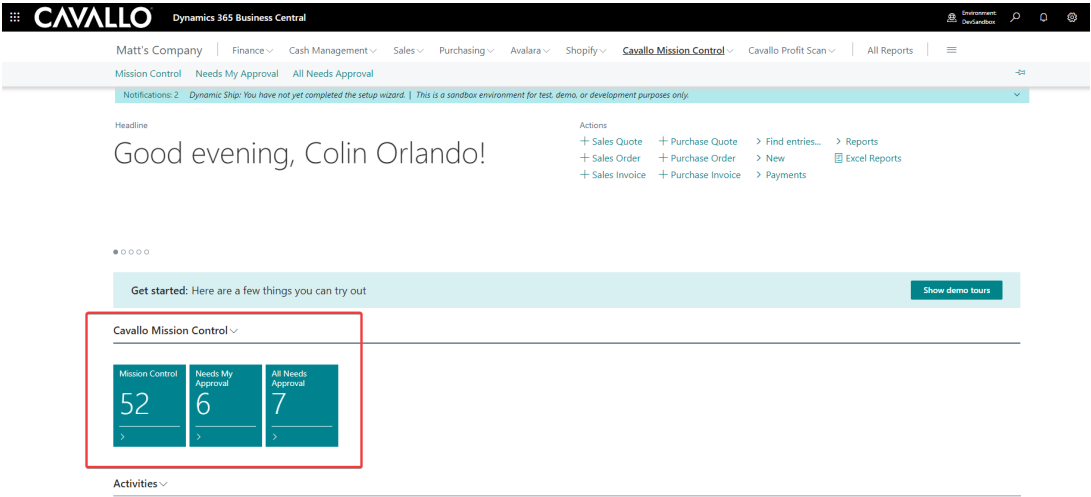 CAVALLO Dynamics 365 Business Central Environment: DevSandbox
Matt's Company Finance Cash Management Sales Purchasing Avalara Shopify Cavallo Mission Control Cavallo Profit Scan All Reports
Mission Control Needs My Approval All Needs Approval
Notifications: 2 Dynamic Ship: You have not yet completed the setup wizard. | This is a sandbox environment for test, demo, or development purposes only.
Headline
Good evening, Colin Orlando!
Actions
+ Sales Quote + Purchase Quote > Find entries... > Reports
+ Sales Order + Purchase Order > New Excel Reports
+ Sales Invoice + Purchase Invoice > Payments
Get started: Here are a few things you can try out Show demo tours
Cavallo Mission Control
Mission Control
52
Needs My
Approval
6
All Needs
Approval
7
Activities